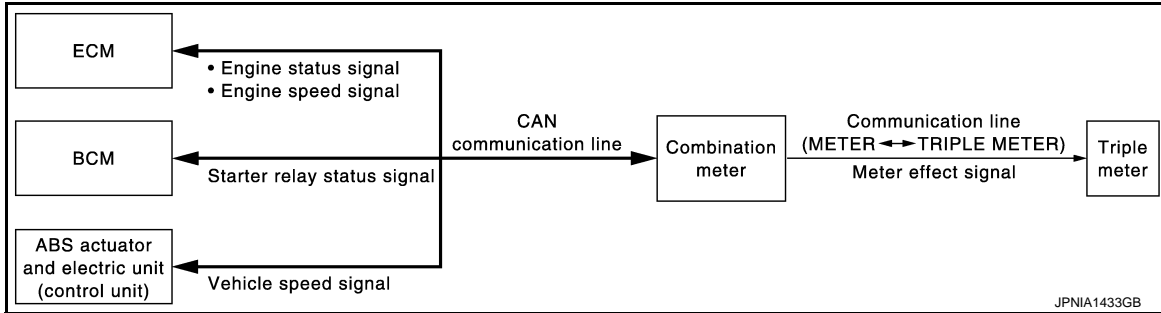 ECM
• Engine status signal
• Engine speed signal
BCM
Starter relay status signal
ABS actuator
and electric unit
(control unit)
Vehicle speed signal
CAN
communication line
Combination
meter
Communication line
(METER ◄─► TRIPLE METER)
Meter effect signal
Triple
meter
JPNIA1433GB